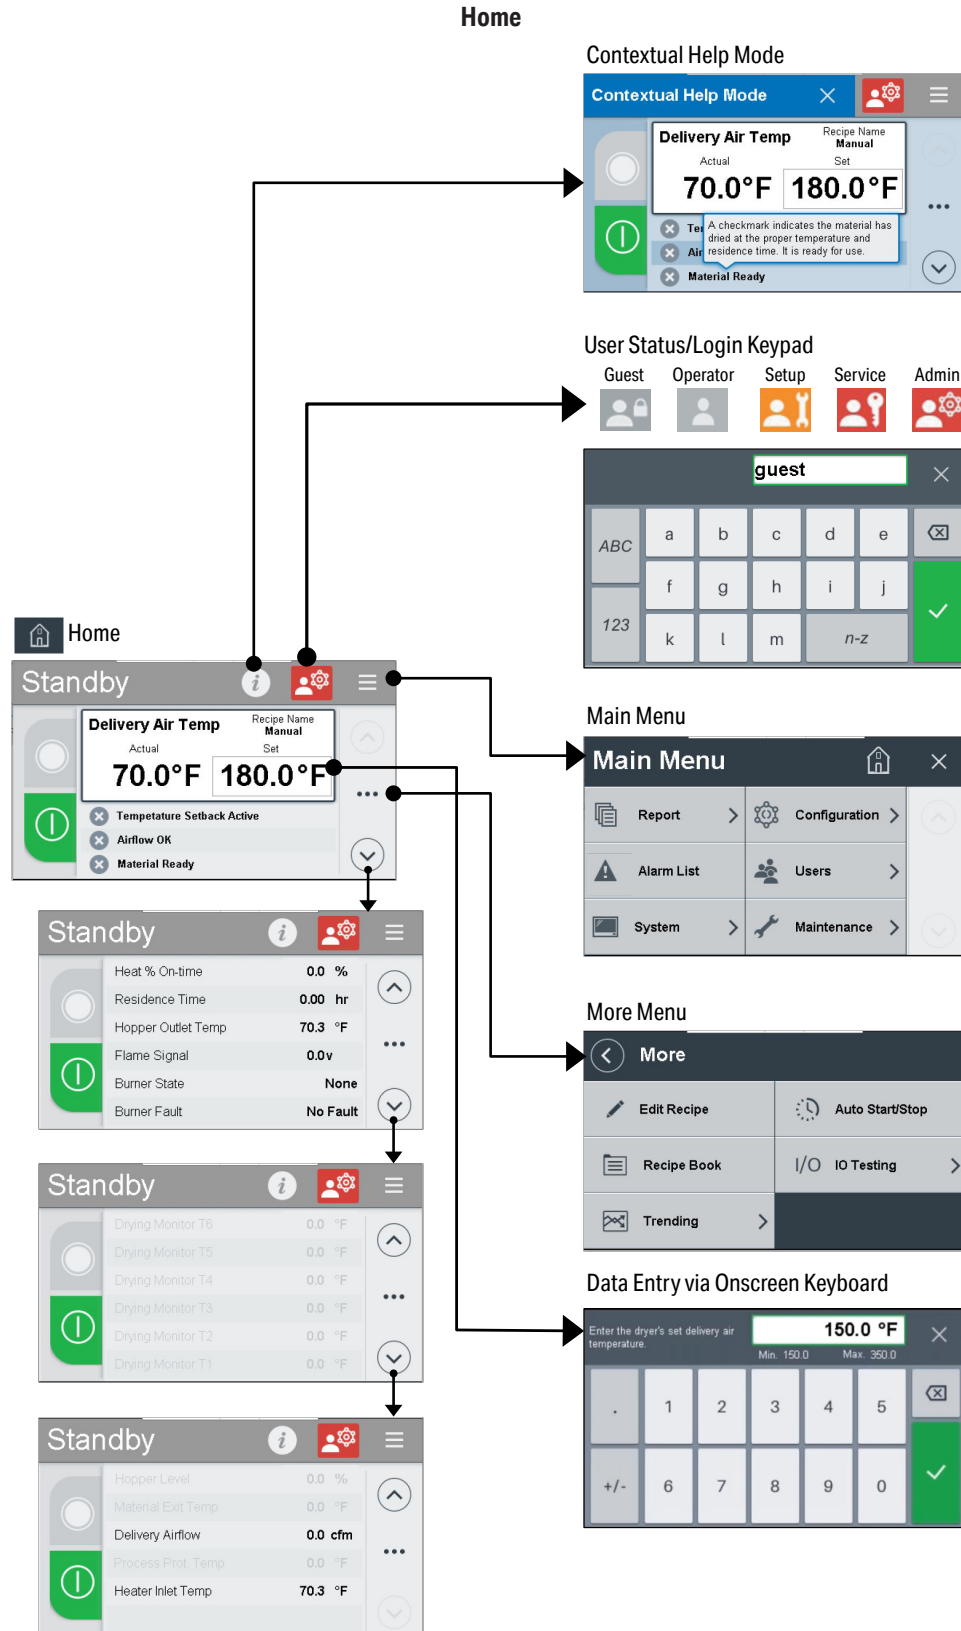 Home
Contextual Help Mode
Contextual Help Mode
Delivery Air Temp
Recipe Name
Manual
Actual
Set
70.0°F
180.0°F
Te
Air
A checkmark indicates the material has
dried at the proper temperature and
residence time. It is ready for use.
Material Ready
User Status/Login Keypad
Guest Operator Setup Service Admin
guest
ABC a b c d e
f g h i j
123 k l m n-z
Home
Standby
Delivery Air Temp
Recipe Name
Manual
Actual
Set
70.0°F
180.0°F
Tempetature Setback Active
Airflow OK
Material Ready
Main Menu
Main Menu
Report
Configuration
Alarm List
Users
System
Maintenance
Standby
Heat % On-time 0.0 %
Residence Time 0.00 hr
Hopper Outlet Temp 70.3 °F
Flame Signal 0.0v
Burner State None
Burner Fault No Fault
More Menu
More
Edit Recipe
Auto Start/Stop
Recipe Book
I/O IO Testing
Trending
Standby
Drying Monitor T6 0.0 °F
Drying Monitor T5 0.0 °F
Drying Monitor T4 0.0 °F
Drying Monitor T3 0.0 °F
Drying Monitor T2 0.0 °F
Drying Monitor T1 0.0 °F
Data Entry via Onscreen Keyboard
Enter the dryer's set delivery air
temperature.
150.0 °F
Min. 150.0 Max. 350.0
. 1 2 3 4 5
+/- 6 7 8 9 0
Standby
Hopper Level 0.0 %
Material Exit Temp 0.0 °F
Delivery Airflow 0.0 cfm
Process Prot. Temp 0.0 °F
Heater Inlet Temp 70.3 °F